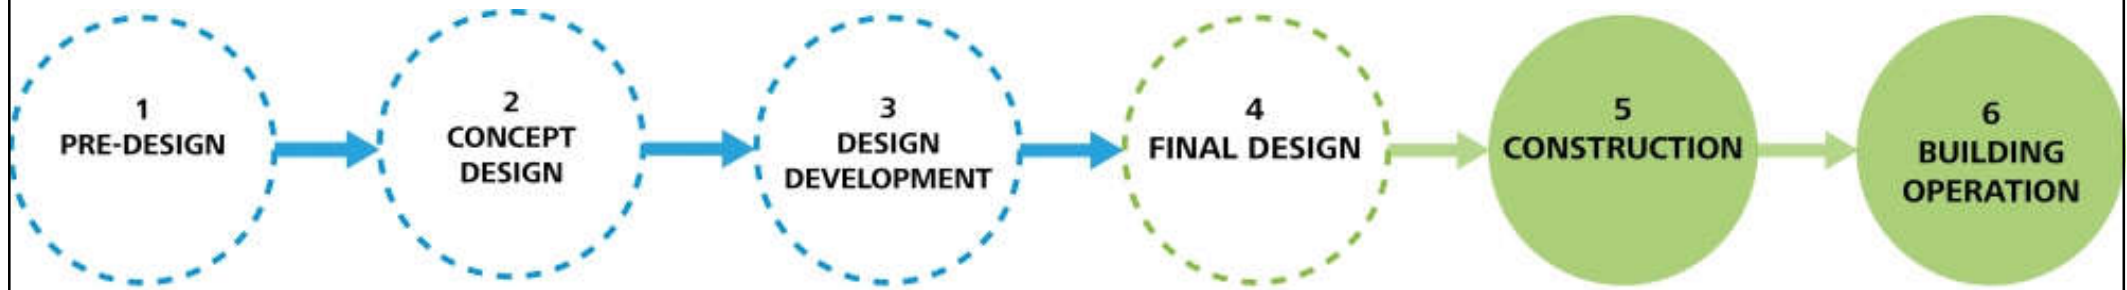 1
PRE-DESIGN
2
CONCEPT
DESIGN
3
DESIGN
DEVELOPMENT
4
FINAL DESIGN
5
CONSTRUCTION
6
BUILDING
OPERATION